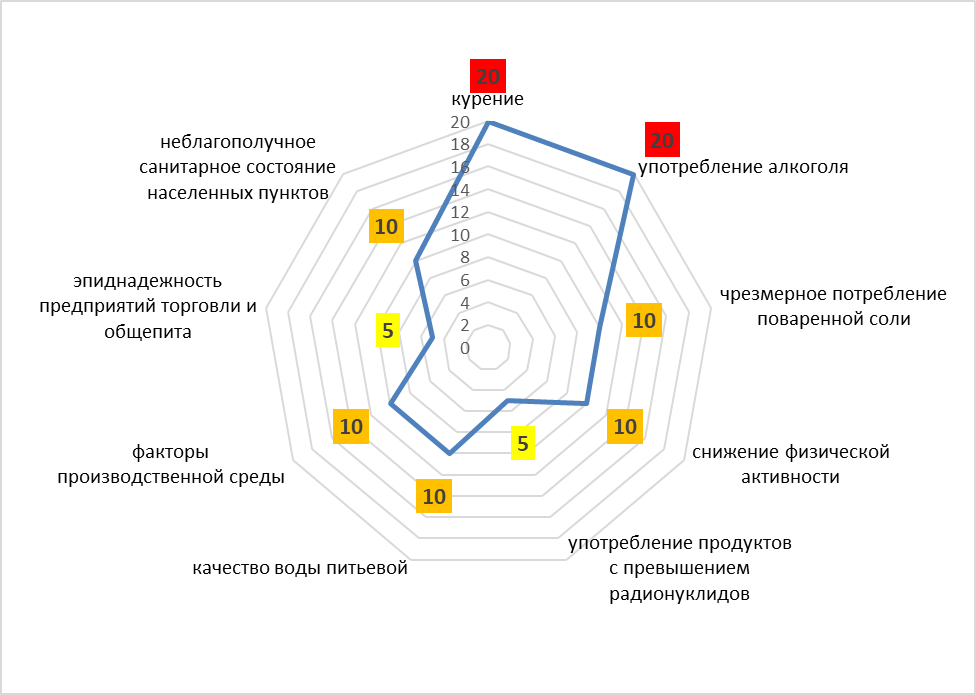 20
курение
20
18
16
14
12
10
8
6
4
2
0
20
употребление алкоголя
10
чрезмерное потребление
поваренной соли
10
снижение физической
активности
5
употребление продуктов
с превышением
радионуклидов
10
качество воды питьевой
10
факторы
производственной среды
5
эпиднадежность
предприятий торговли и
общепита
10
неблагополучное
санитарное состояние
населенных пунктов